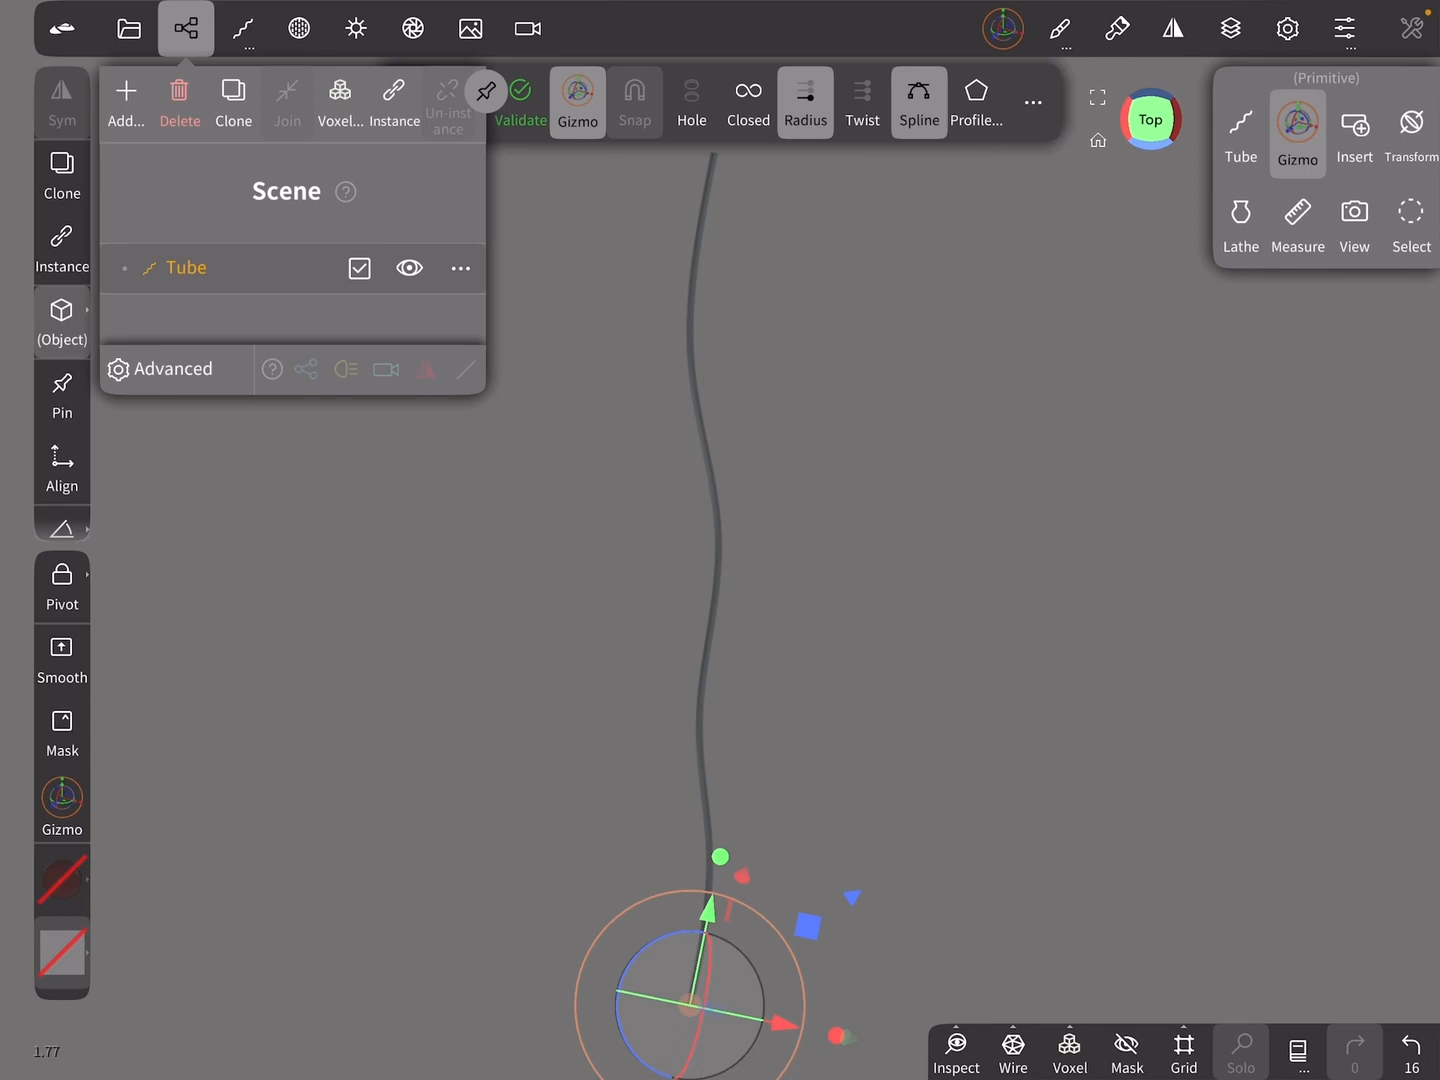 (Primitive)
Add...
Delete
Clone
Join
Voxel...
Instance
Un-inst
ance
Validate
Gizmo
Snap
Hole
Closed
Radius
Twist
Spline
Profile...
...
Top
Tube
Gizmo
Insert
Transform
Lathe
Measure
View
Select
Sym
Clone
Instance
(Object)
Pin
Align
Pivot
Smooth
Mask
Gizmo
Scene ?
Tube ...
Advanced ?
1.77
Inspect
Wire
Voxel
Mask
Grid
Solo
...
0
16